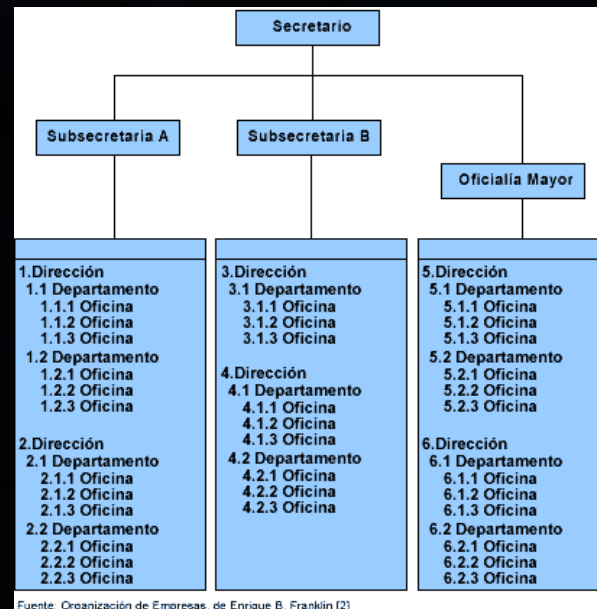 Secretario
Subsecretaria A
Subsecretaria B
Oficialía Mayor
1.Dirección
1.1 Departamento
1.1.1 Oficina
1.1.2 Oficina
1.1.3 Oficina
1.2 Departamento
1.2.1 Oficina
1.2.2 Oficina
1.2.3 Oficina
2.Dirección
2.1 Departamento
2.1.1 Oficina
2.1.2 Oficina
2.1.3 Oficina
2.2 Departamento
2.2.1 Oficina
2.2.2 Oficina
2.2.3 Oficina
3.Dirección
3.1 Departamento
3.1.1 Oficina
3.1.2 Oficina
3.1.3 Oficina
4.Dirección
4.1 Departamento
4.1.1 Oficina
4.1.2 Oficina
4.1.3 Oficina
4.2 Departamento
4.2.1 Oficina
4.2.2 Oficina
4.2.3 Oficina
5.Dirección
5.1 Departamento
5.1.1 Oficina
5.1.2 Oficina
5.1.3 Oficina
5.2 Departamento
5.2.1 Oficina
5.2.2 Oficina
5.2.3 Oficina
6.Dirección
6.1 Departamento
6.1.1 Oficina
6.1.2 Oficina
6.1.3 Oficina
6.2 Departamento
6.2.1 Oficina
6.2.2 Oficina
6.2.3 Oficina
Fuente: Organización de Empresas, de Enrique B. Franklin [2]